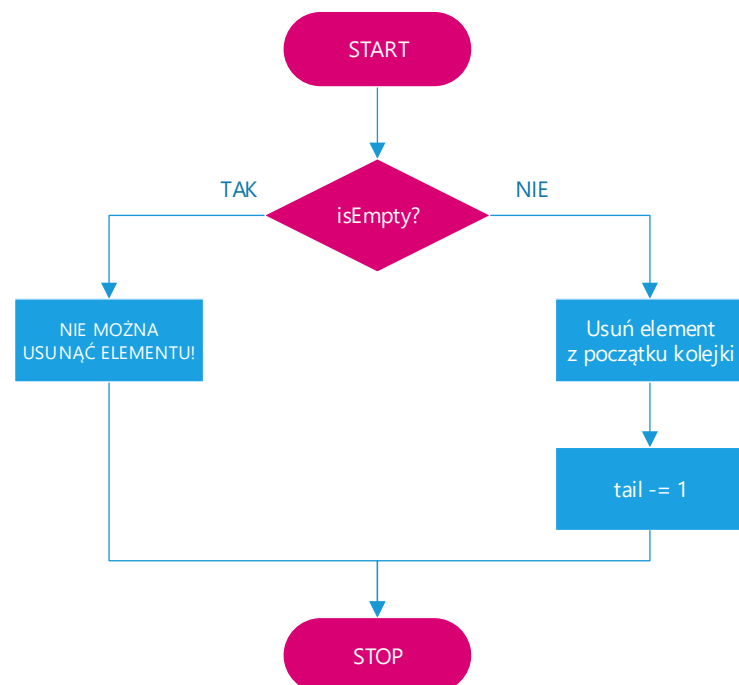 START
TAK
NIE
isEmpty?
NIE MOŻNA
USUNĄĆ ELEMENTU!
Usuń element
z początku kolejki
tail -= 1
STOP